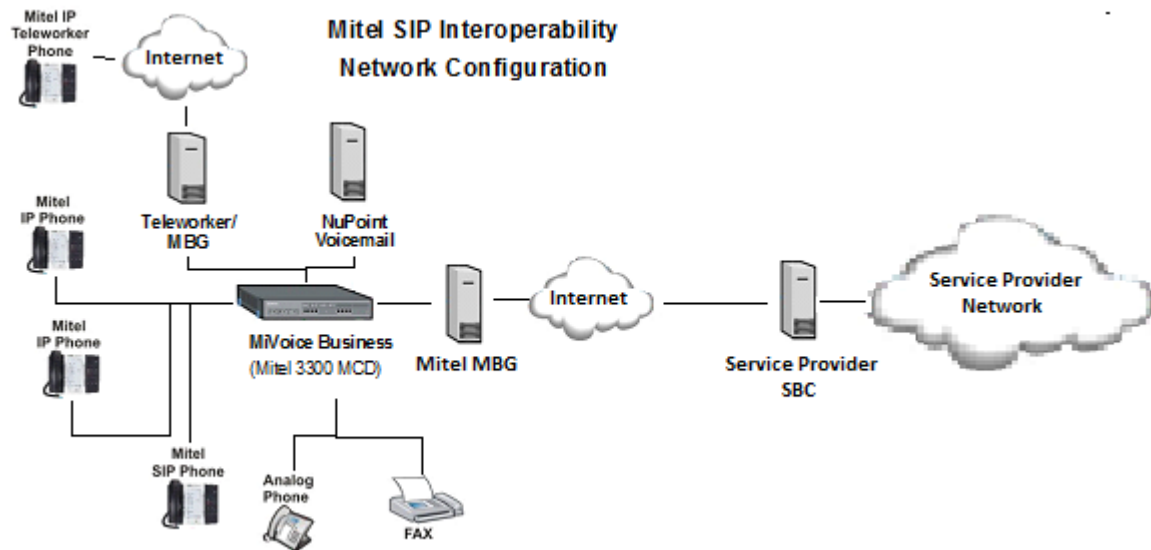 Mitel IP
Teleworker
Phone
Internet
Mitel SIP Interoperability
Network Configuration
Mitel
IP Phone
Teleworker/
MBG
NuPoint
Voicemail
Mitel
IP Phone
MiVoice Business
(Mitel 3300 MCD)
Mitel MBG
Internet
Service Provider
SBC
Service Provider
Network
Mitel
SIP Phone
Analog
Phone
FAX